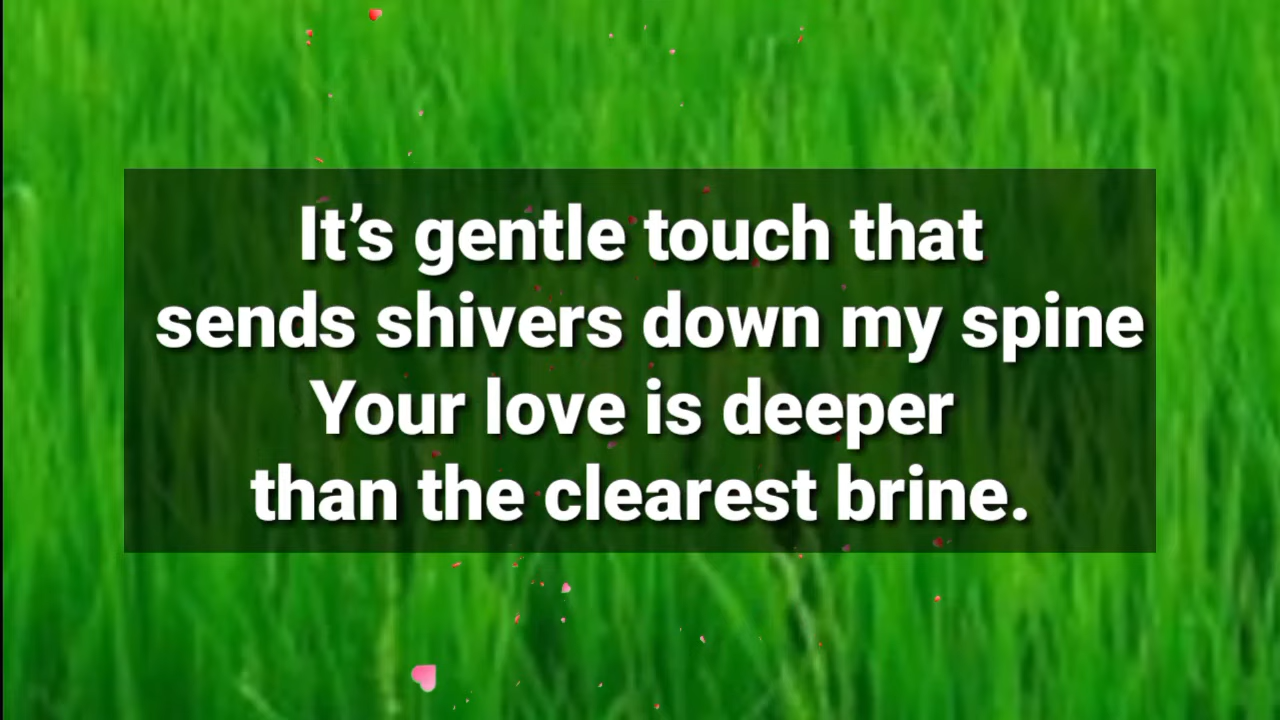 It’s gentle touch that
sends shivers down my spine
Your love is deeper
than the clearest brine.